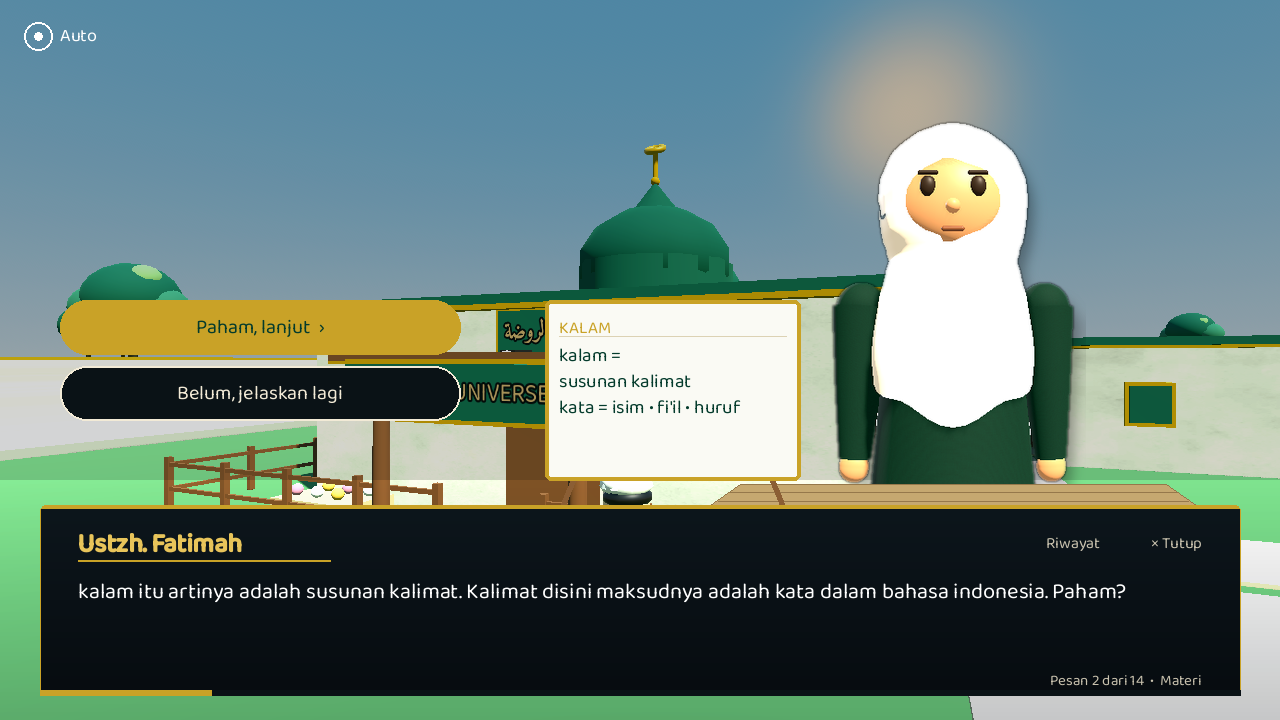 Auto
Paham, lanjut ›
Belum, jelaskan lagi
الروضة
UNIVERSE
KALAM
kalam =
susunan kalimat
kata = isim • fi'il • huruf
Ustzh. Fatimah
Riwayat
× Tutup
kalam itu artinya adalah susunan kalimat. Kalimat disini maksudnya adalah kata dalam bahasa indonesia. Paham?
Pesan 2 dari 14 • Materi